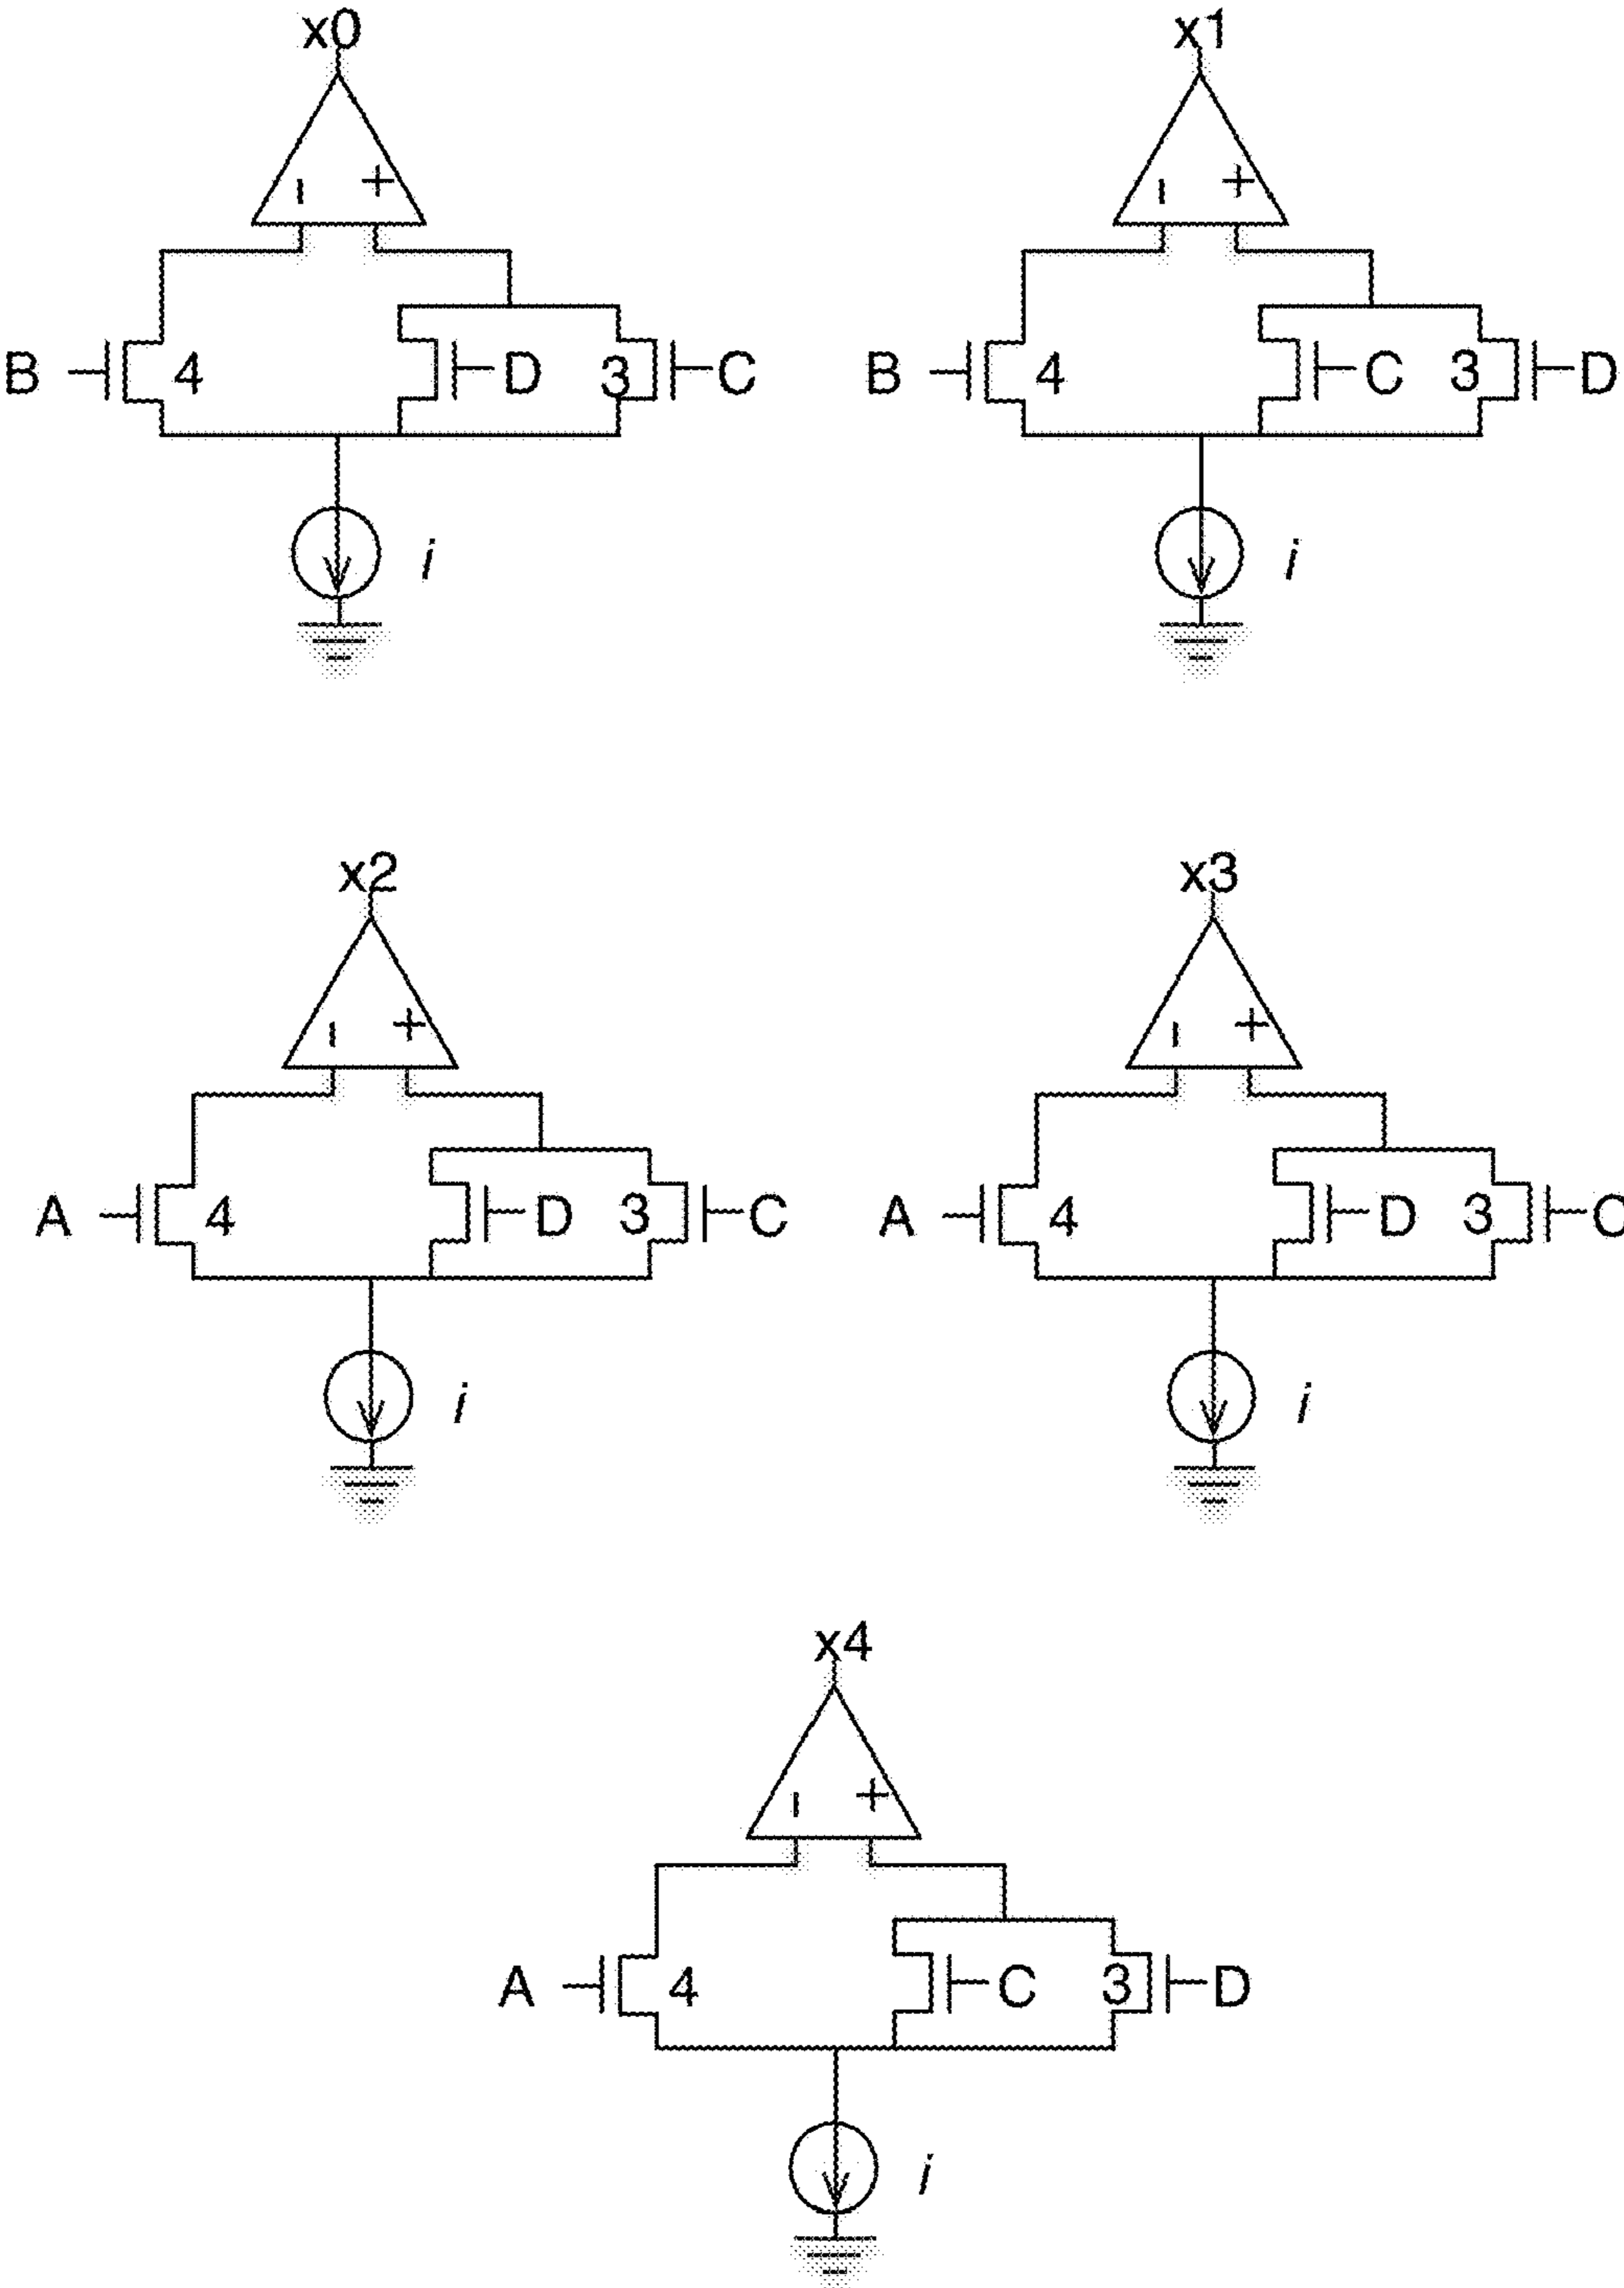 x0 x1
- + - +
B 4 D 3 C B 4 C 3 D
i i
x2 x3
- + - +
A 4 D 3 C A 4 D 3 C
i i
x4
- +
A 4 C 3 D
i